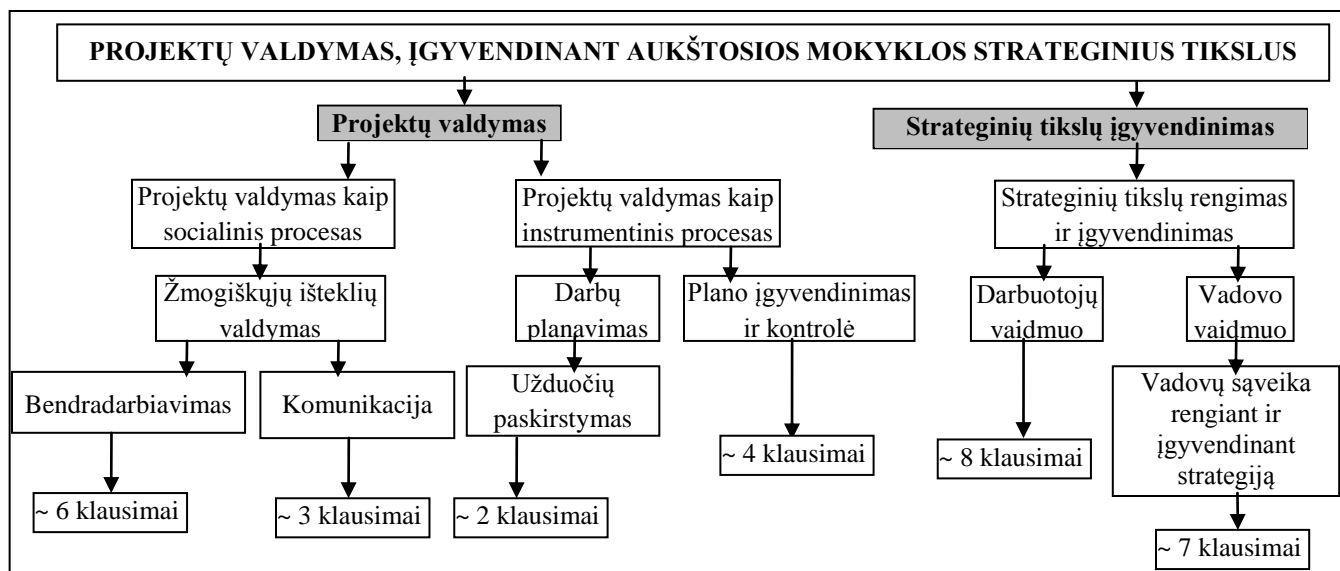 PROJEKTŲ VALDYMAS, ĮGYVENDINANT AUKŠTOSIOS MOKYKLOS STRATEGINIUS TIKSLUS
Projektų valdymas
Strateginių tikslų įgyvendinimas
Projektų valdymas kaip
socialinis procesas
Projektų valdymas kaip
instrumentinis procesas
Strateginių tikslų rengimas
ir įgyvendinimas
Žmogiškųjų išteklių
valdymas
Darbų
planavimas
Plano įgyvendinimas
ir kontrolė
Darbuotojų
vaidmuo
Vadovo
vaidmuo
Bendradarbiavimas
Komunikacija
Užduočių
paskirstymas
Vadovų sąveika
rengiant ir
įgyvendinant
strategiją
~ 6 klausimai
~ 3 klausimai
~ 2 klausimai
~ 4 klausimai
~ 8 klausimai
~ 7 klausimai